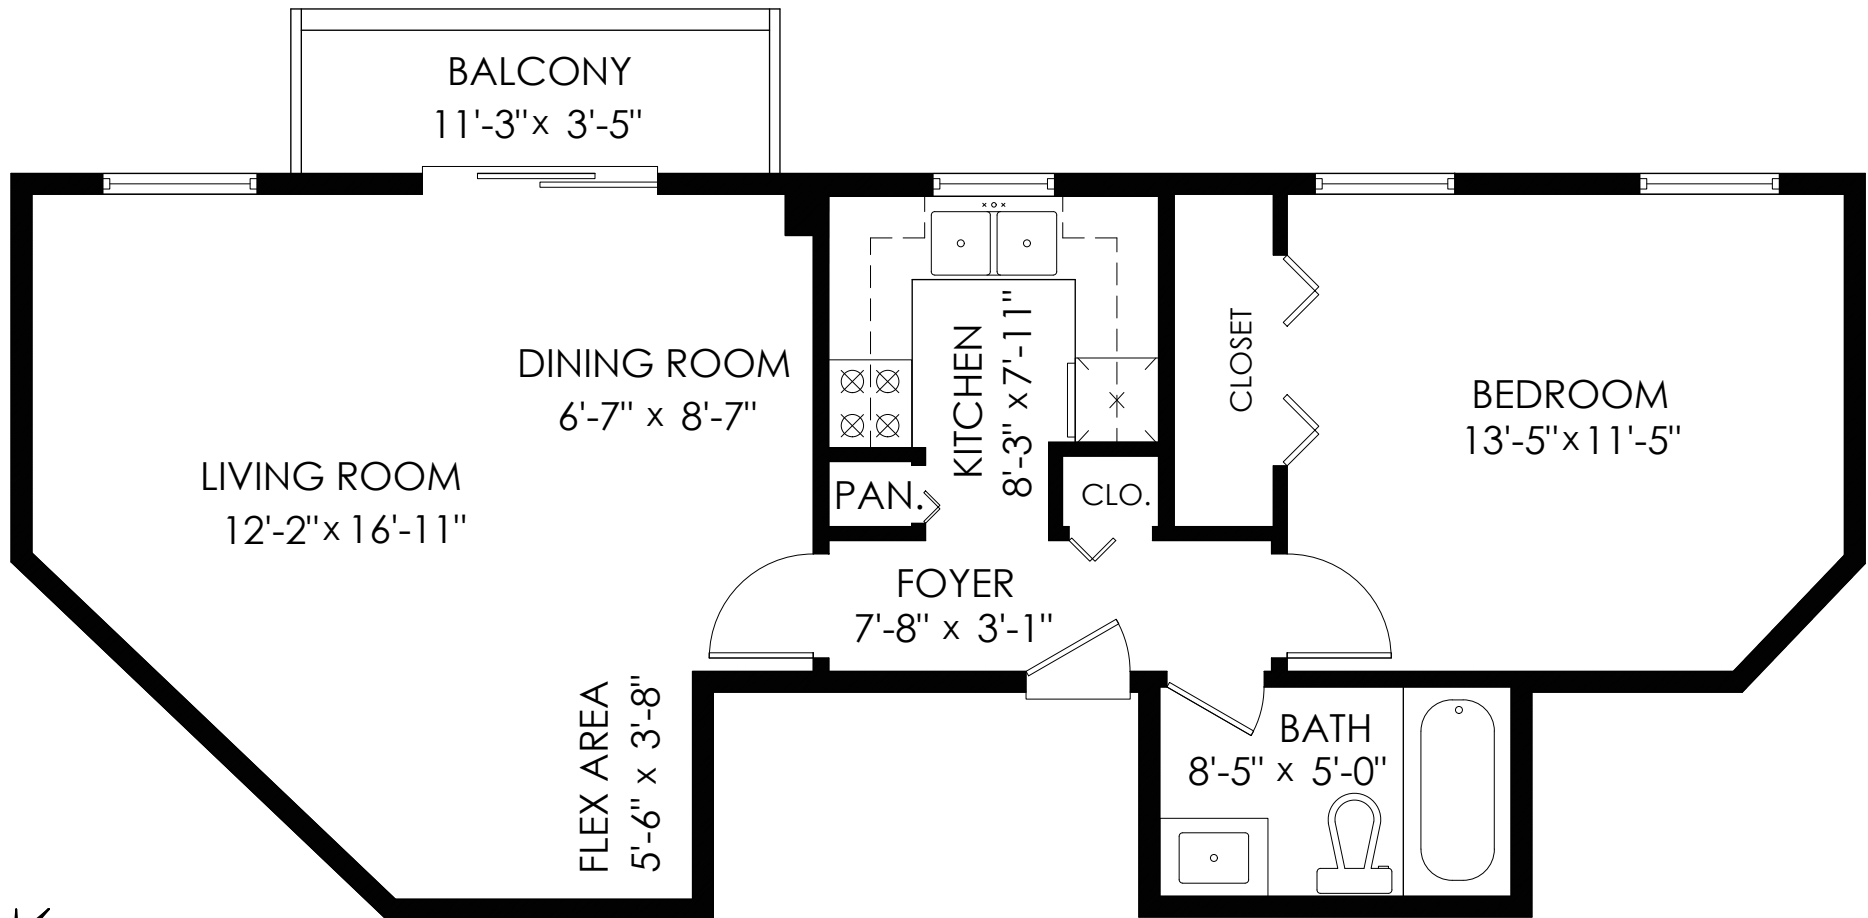 BALCONY
11'-3" x 3'-5"
DINING ROOM
6'-7" x 8'-7"
LIVING ROOM
12'-2" x 16'-11"
KITCHEN
8'-3" x 7'-11"
PAN.
CLO.
CLOSET
BEDROOM
13'-5" x 11'-5"
FOYER
7'-8" x 3'-1"
FLEX AREA
5'-6" x 3'-8"
BATH
8'-5" x 5'-0"